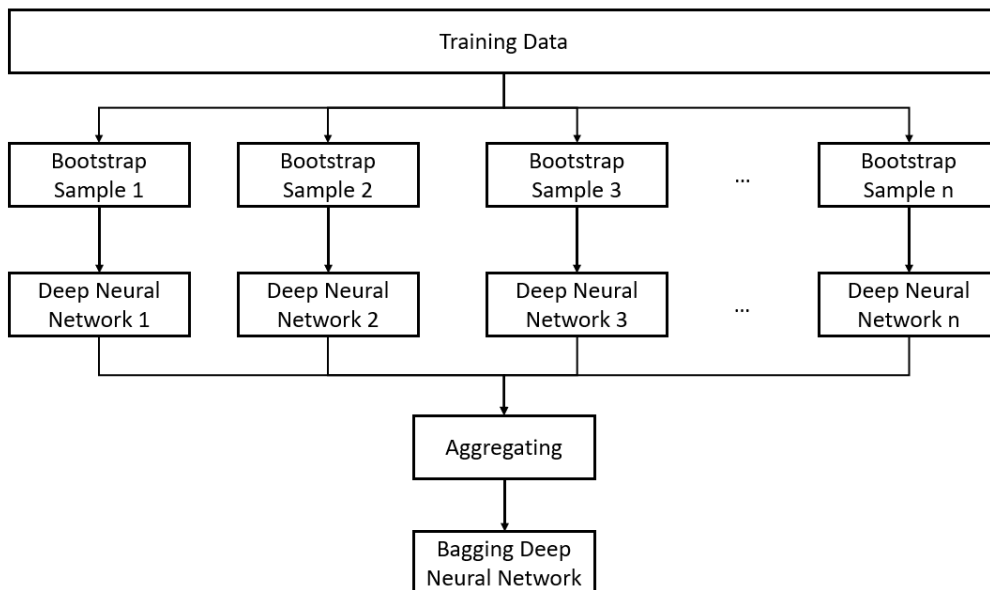 Training Data
Bootstrap
Sample 1
Bootstrap
Sample 2
Bootstrap
Sample 3
...
Bootstrap
Sample n
Deep Neural
Network 1
Deep Neural
Network 2
Deep Neural
Network 3
...
Deep Neural
Network n
Aggregating
Bagging Deep
Neural Network